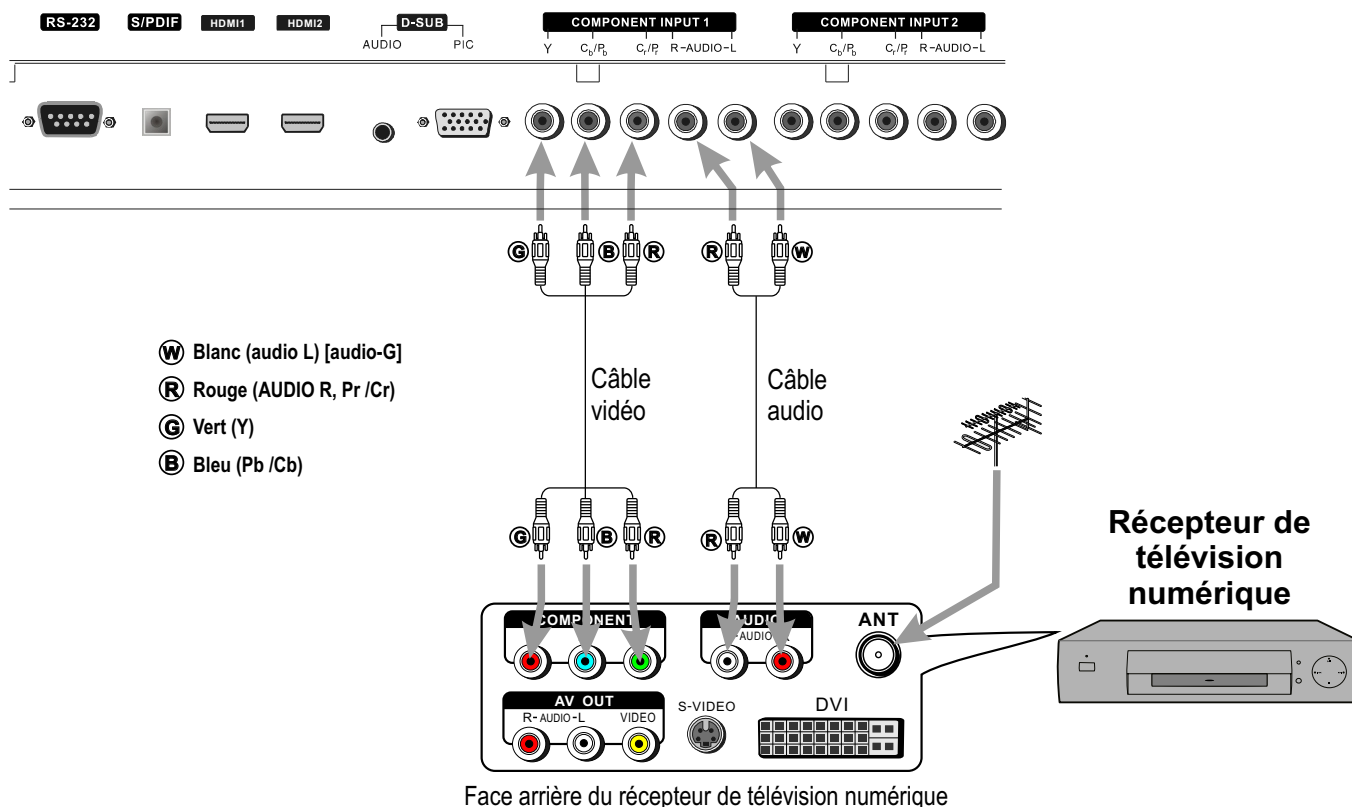 RS-232 S/PDIF HDMI1 HDMI2 D-SUB COMPONENT INPUT 1 COMPONENT INPUT 2
AUDIO PIC Y Cb/Pb Cr/Pr R-AUDIO-L Y Cb/Pb Cr/Pr R-AUDIO-L
G B R R W
W Blanc (audio L) [audio-G]
R Rouge (AUDIO R, Pr /Cr)
G Vert (Y)
B Bleu (Pb /Cb)
Câble
vidéo
Câble
audio
G B R R W
Récepteur de
télévision
numérique
COMPONENT AUDIO ANT
-AUDIO-
AV OUT
R-AUDIO-L VIDEO
S-VIDEO
DVI
Face arrière du récepteur de télévision numérique